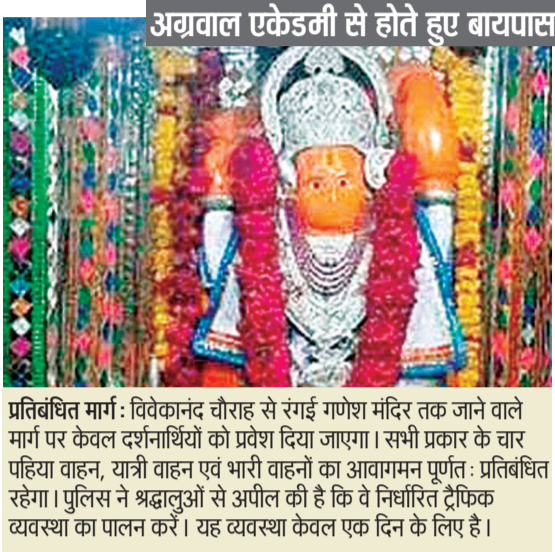 अग्रवाल एकेडमी से होते हुए बायपास
प्रतिबंधित मार्ग : विवेकानंद चौराह से रंगई गणेश मंदिर तक जाने वाले
मार्ग पर केवल दर्शनार्थियों को प्रवेश दिया जाएगा। सभी प्रकार के चार
पहिया वाहन, यात्री वाहन एवं भारी वाहनों का आवागमन पूर्णत: प्रतिबंधित
रहेगा। पुलिस ने श्रद्धालुओं से अपील की है कि वे निर्धारित ट्रैफिक
व्यवस्था का पालन करें। यह व्यवस्था केवल एक दिन के लिए है।